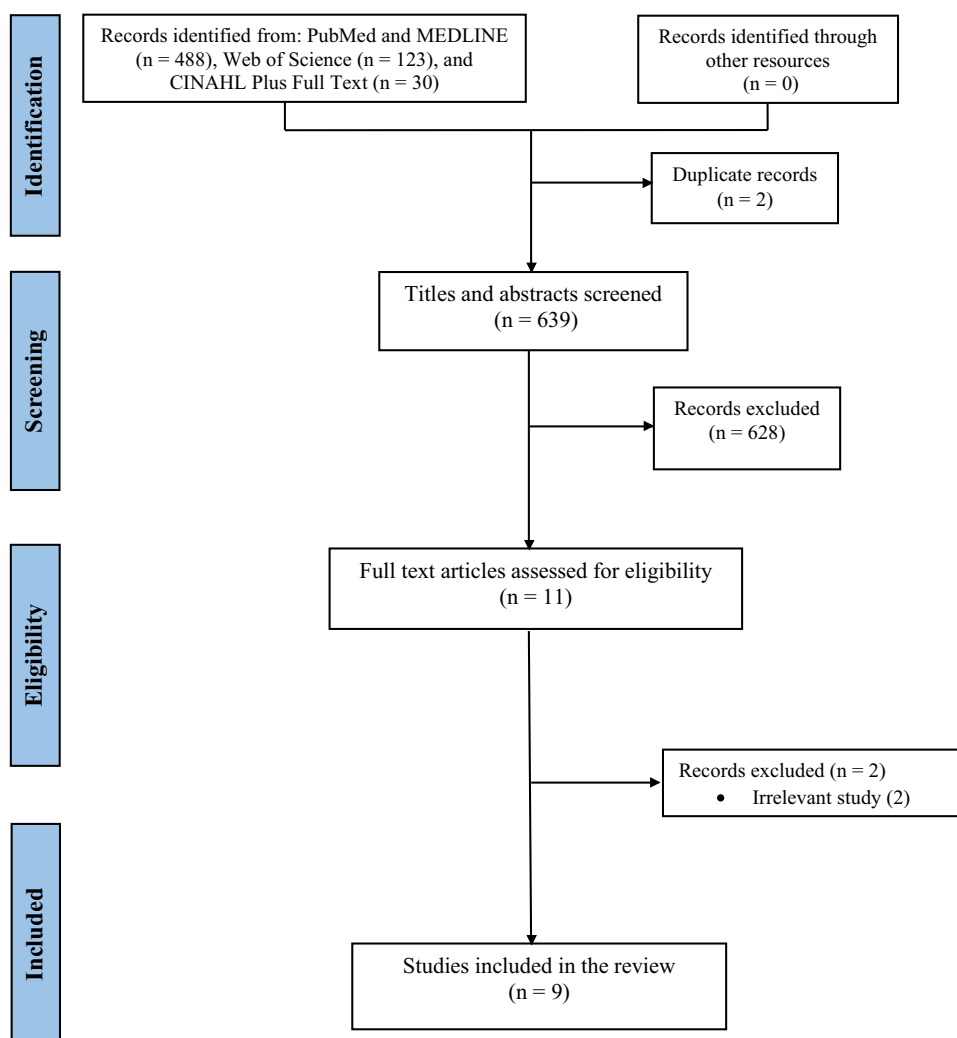 Identification
Records identified from: PubMed and MEDLINE
(n = 488), Web of Science (n = 123), and
CINAHL Plus Full Text (n = 30)
Records identified through
other resources
(n = 0)
Duplicate records
(n = 2)
Screening
Titles and abstracts screened
(n = 639)
Records excluded
(n = 628)
Eligibility
Full text articles assessed for eligibility
(n = 11)
Records excluded (n = 2)
• Irrelevant study (2)
Included
Studies included in the review
(n = 9)